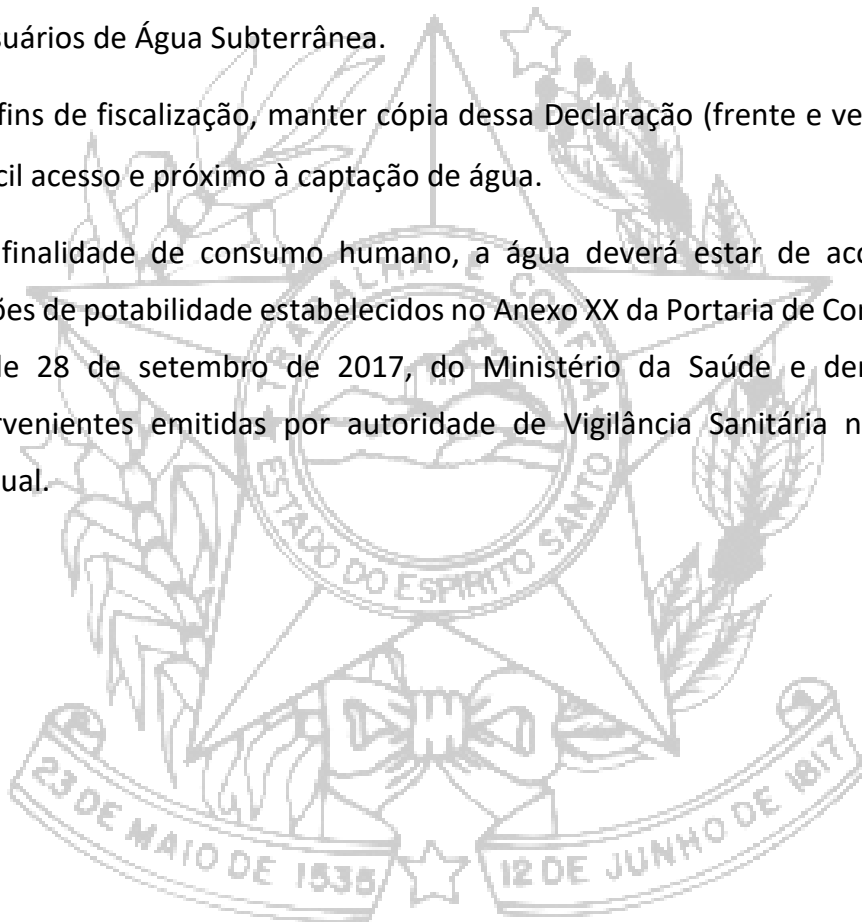 suários de Água Subterrânea.
fins de fiscalização, manter cópia dessa Declaração (frente e ve
cil acesso e próximo à captação de água.
finalidade de consumo humano, a água deverá estar de aco
ões de potabilidade estabelecidos no Anexo XX da Portaria de Co
de 28 de setembro de 2017, do Ministério da Saúde e de
rvenientes emitidas por autoridade de Vigilância Sanitária n
ual.
TRABALHA E CONFIA
ESTADO DO ESPIRITO SANTO
23 DE MAIO DE 1535
12 DE JUNHO DE 1817